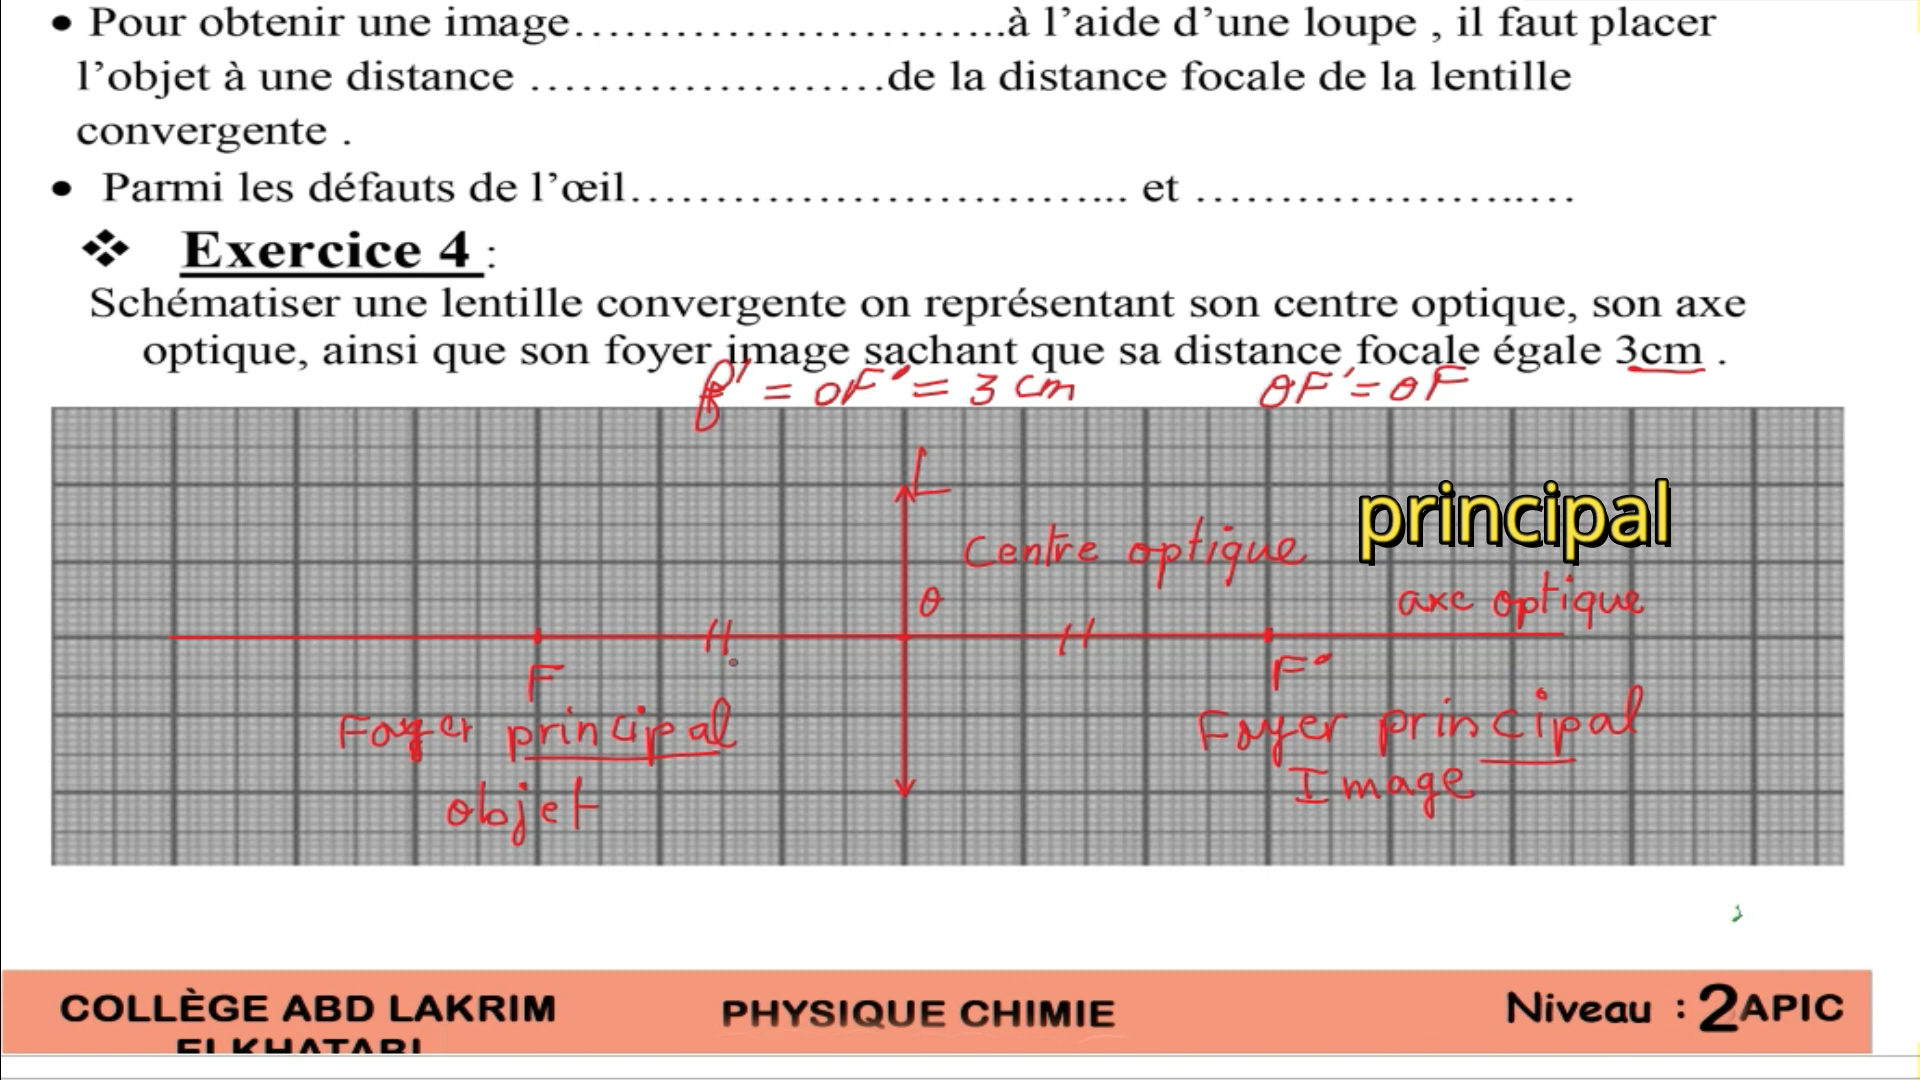 • Pour obtenir une image………………………..à l’aide d’une loupe , il faut placer
l’objet à une distance …………………de la distance focale de la lentille
convergente .
• Parmi les défauts de l’œil………………………... et ………………..…
❖ Exercice 4 :
Schématiser une lentille convergente on représentant son centre optique, son axe
optique, ainsi que son foyer image sachant que sa distance focale égale 3cm .
f' = OF' = 3 cm OF' = OF
L
principal
Centre optique
axe optique
O
F F'
Foyer principal Foyer principal
objet Image
COLLÈGE ABD LAKRIM PHYSIQUE CHIMIE Niveau : 2APIC
ELKHATABI